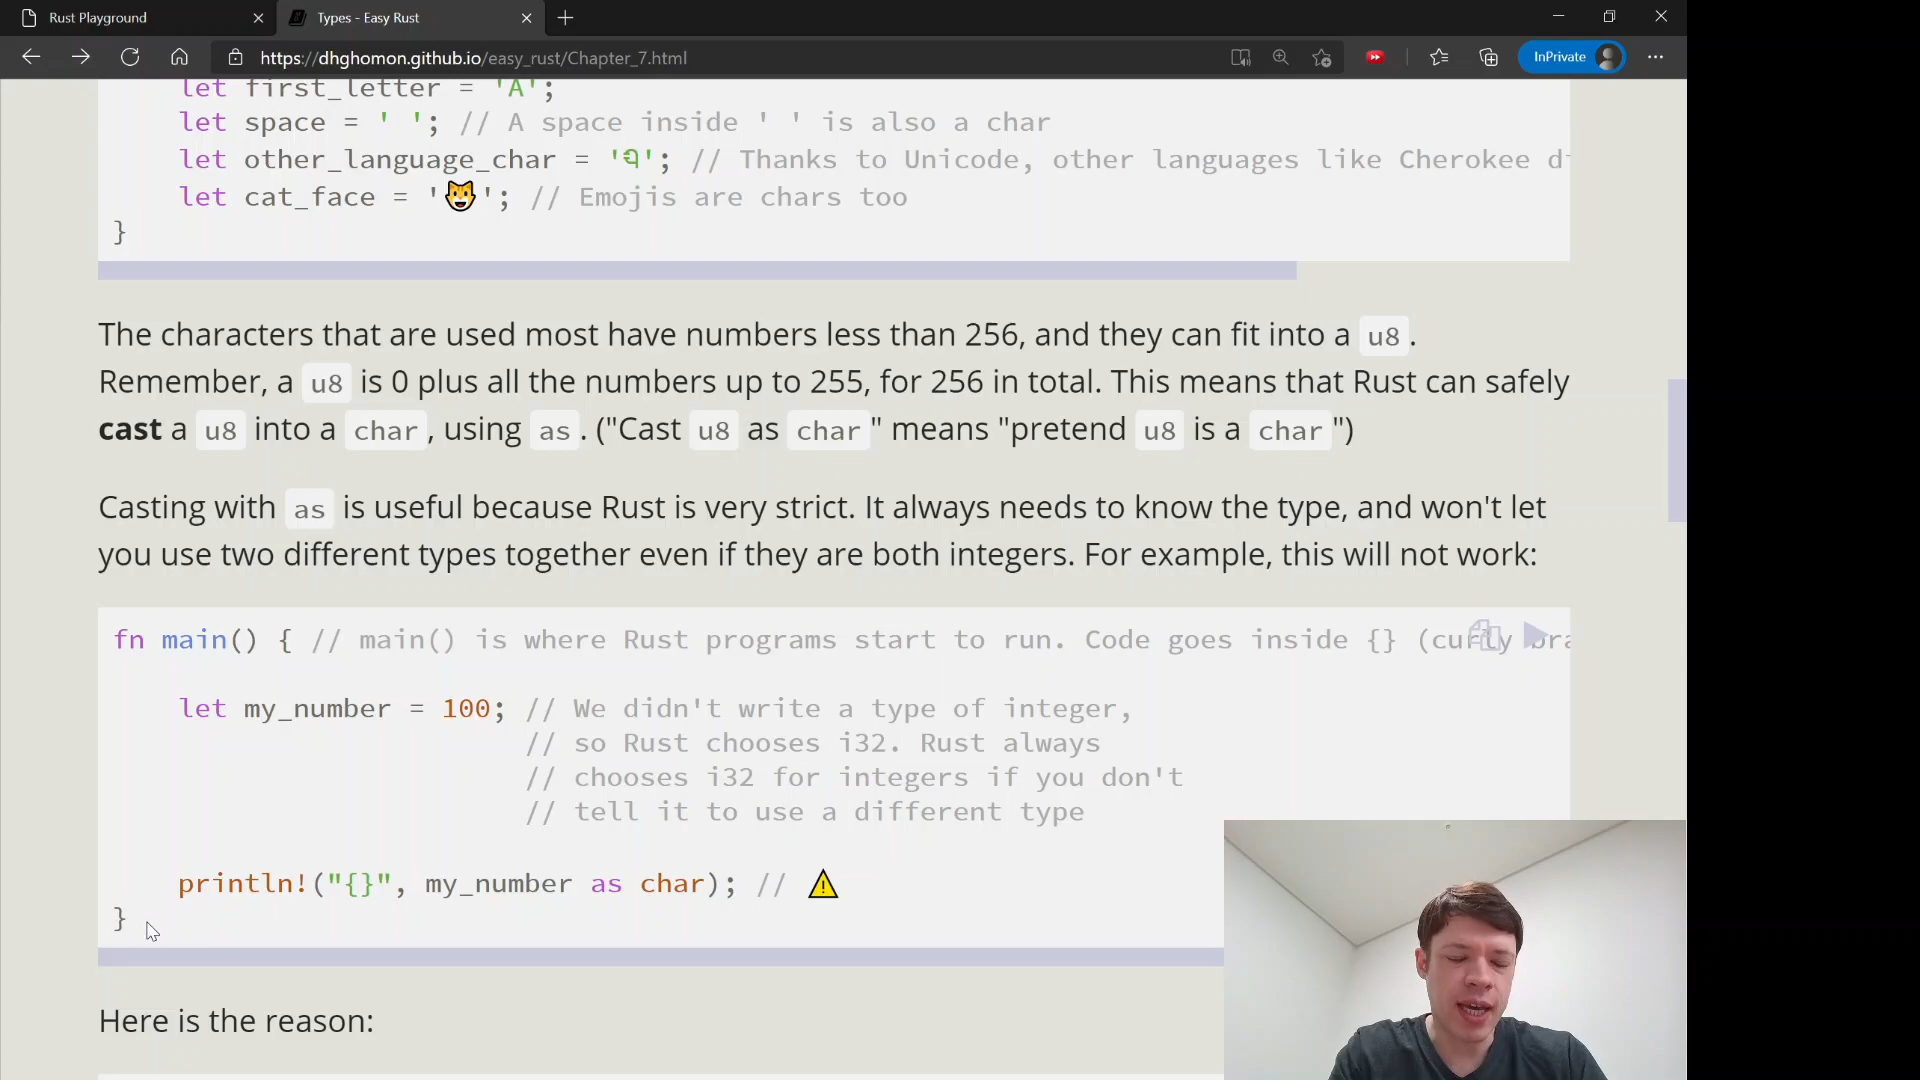 Rust Playground
Types - Easy Rust
https://dhghomon.github.io/easy_rust/Chapter_7.html
InPrivate
let first_letter = 'A';
let space = ' '; // A space inside ' ' is also a char
let other_language_char = 'Ꮔ'; // Thanks to Unicode, other languages like Cherokee di
let cat_face = '😺'; // Emojis are chars too
}
The characters that are used most have numbers less than 256, and they can fit into a u8.
Remember, a u8 is 0 plus all the numbers up to 255, for 256 in total. This means that Rust can safely
cast a u8 into a char, using as. ("Cast u8 as char" means "pretend u8 is a char")
Casting with as is useful because Rust is very strict. It always needs to know the type, and won't let
you use two different types together even if they are both integers. For example, this will not work:
fn main() { // main() is where Rust programs start to run. Code goes inside {} (curly bra
let my_number = 100; // We didn't write a type of integer,
// so Rust chooses i32. Rust always
// chooses i32 for integers if you don't
// tell it to use a different type
println!("{}", my_number as char); // ⚠
}
Here is the reason: